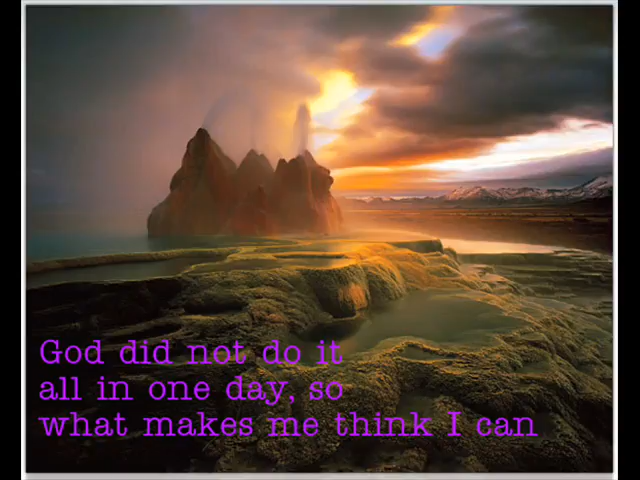 God did not do it
all in one day, so
what makes me think I can